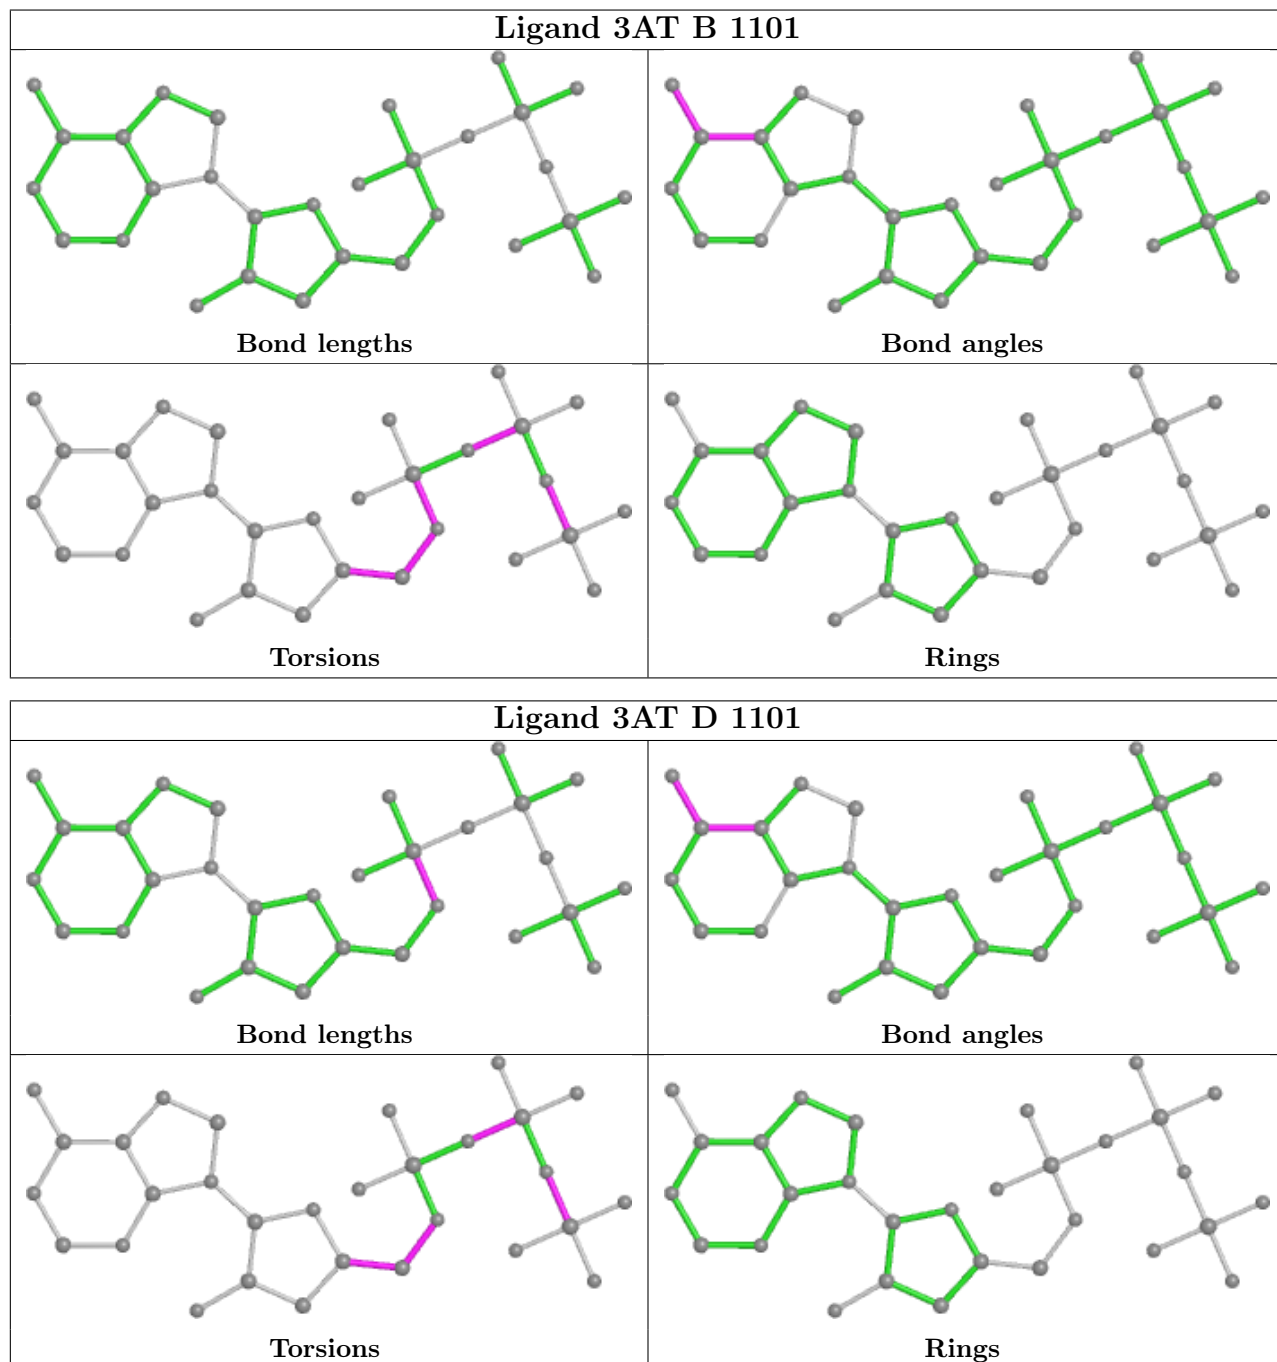 Ligand 3AT B 1101
Bond lengths
Bond angles
Torsions
Rings
Ligand 3AT D 1101
Bond lengths
Bond angles
Torsions
Rings